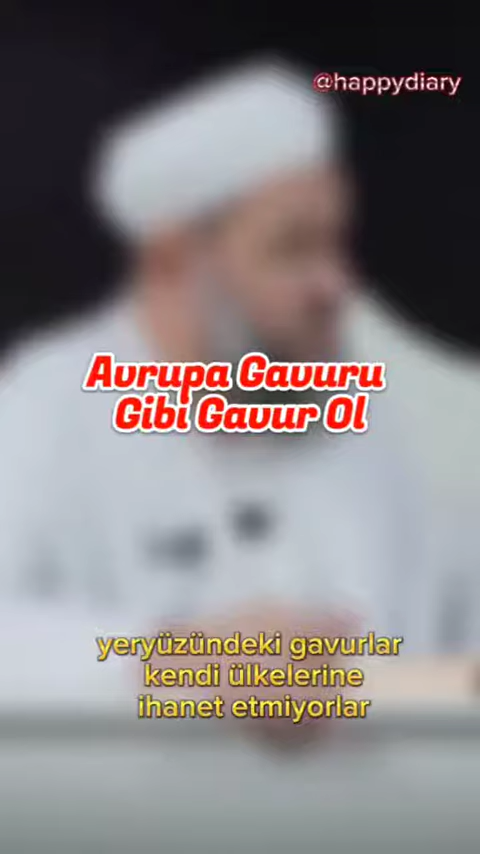 @happydiary
Avrupa Gavuru
Gibi Gavur Ol
yeryüzündeki gavurlar
kendi ülkelerine
ihanet etmiyorlar